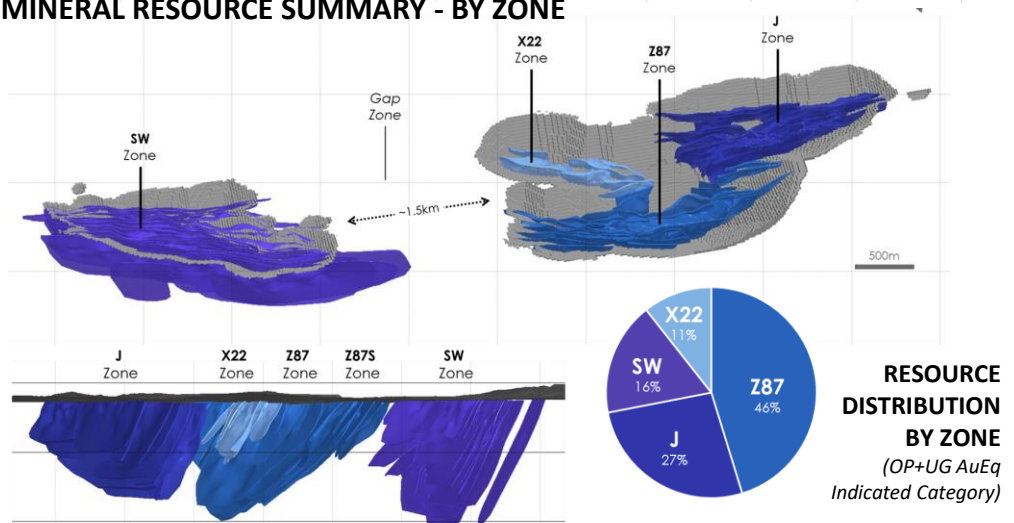 MINERAL RESOURCE SUMMARY - BY ZONE
J
Zone
X22
Zone
Z87
Zone
Gap
Zone
SW
Zone
~1.5km
500m
J
Zone
X22
Zone
Z87
Zone
Z87S
Zone
SW
Zone
X22
11%
SW
16%
Z87
46%
J
27%
RESOURCE
DISTRIBUTION
BY ZONE
(OP+UG AuEq
Indicated Category)